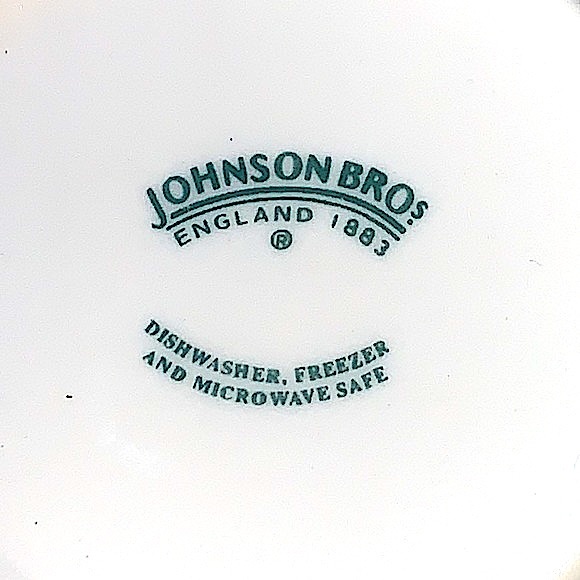 JOHNSON BROS.
ENGLAND 1883
®
DISHWASHER, FREEZER
AND MICROWAVE SAFE